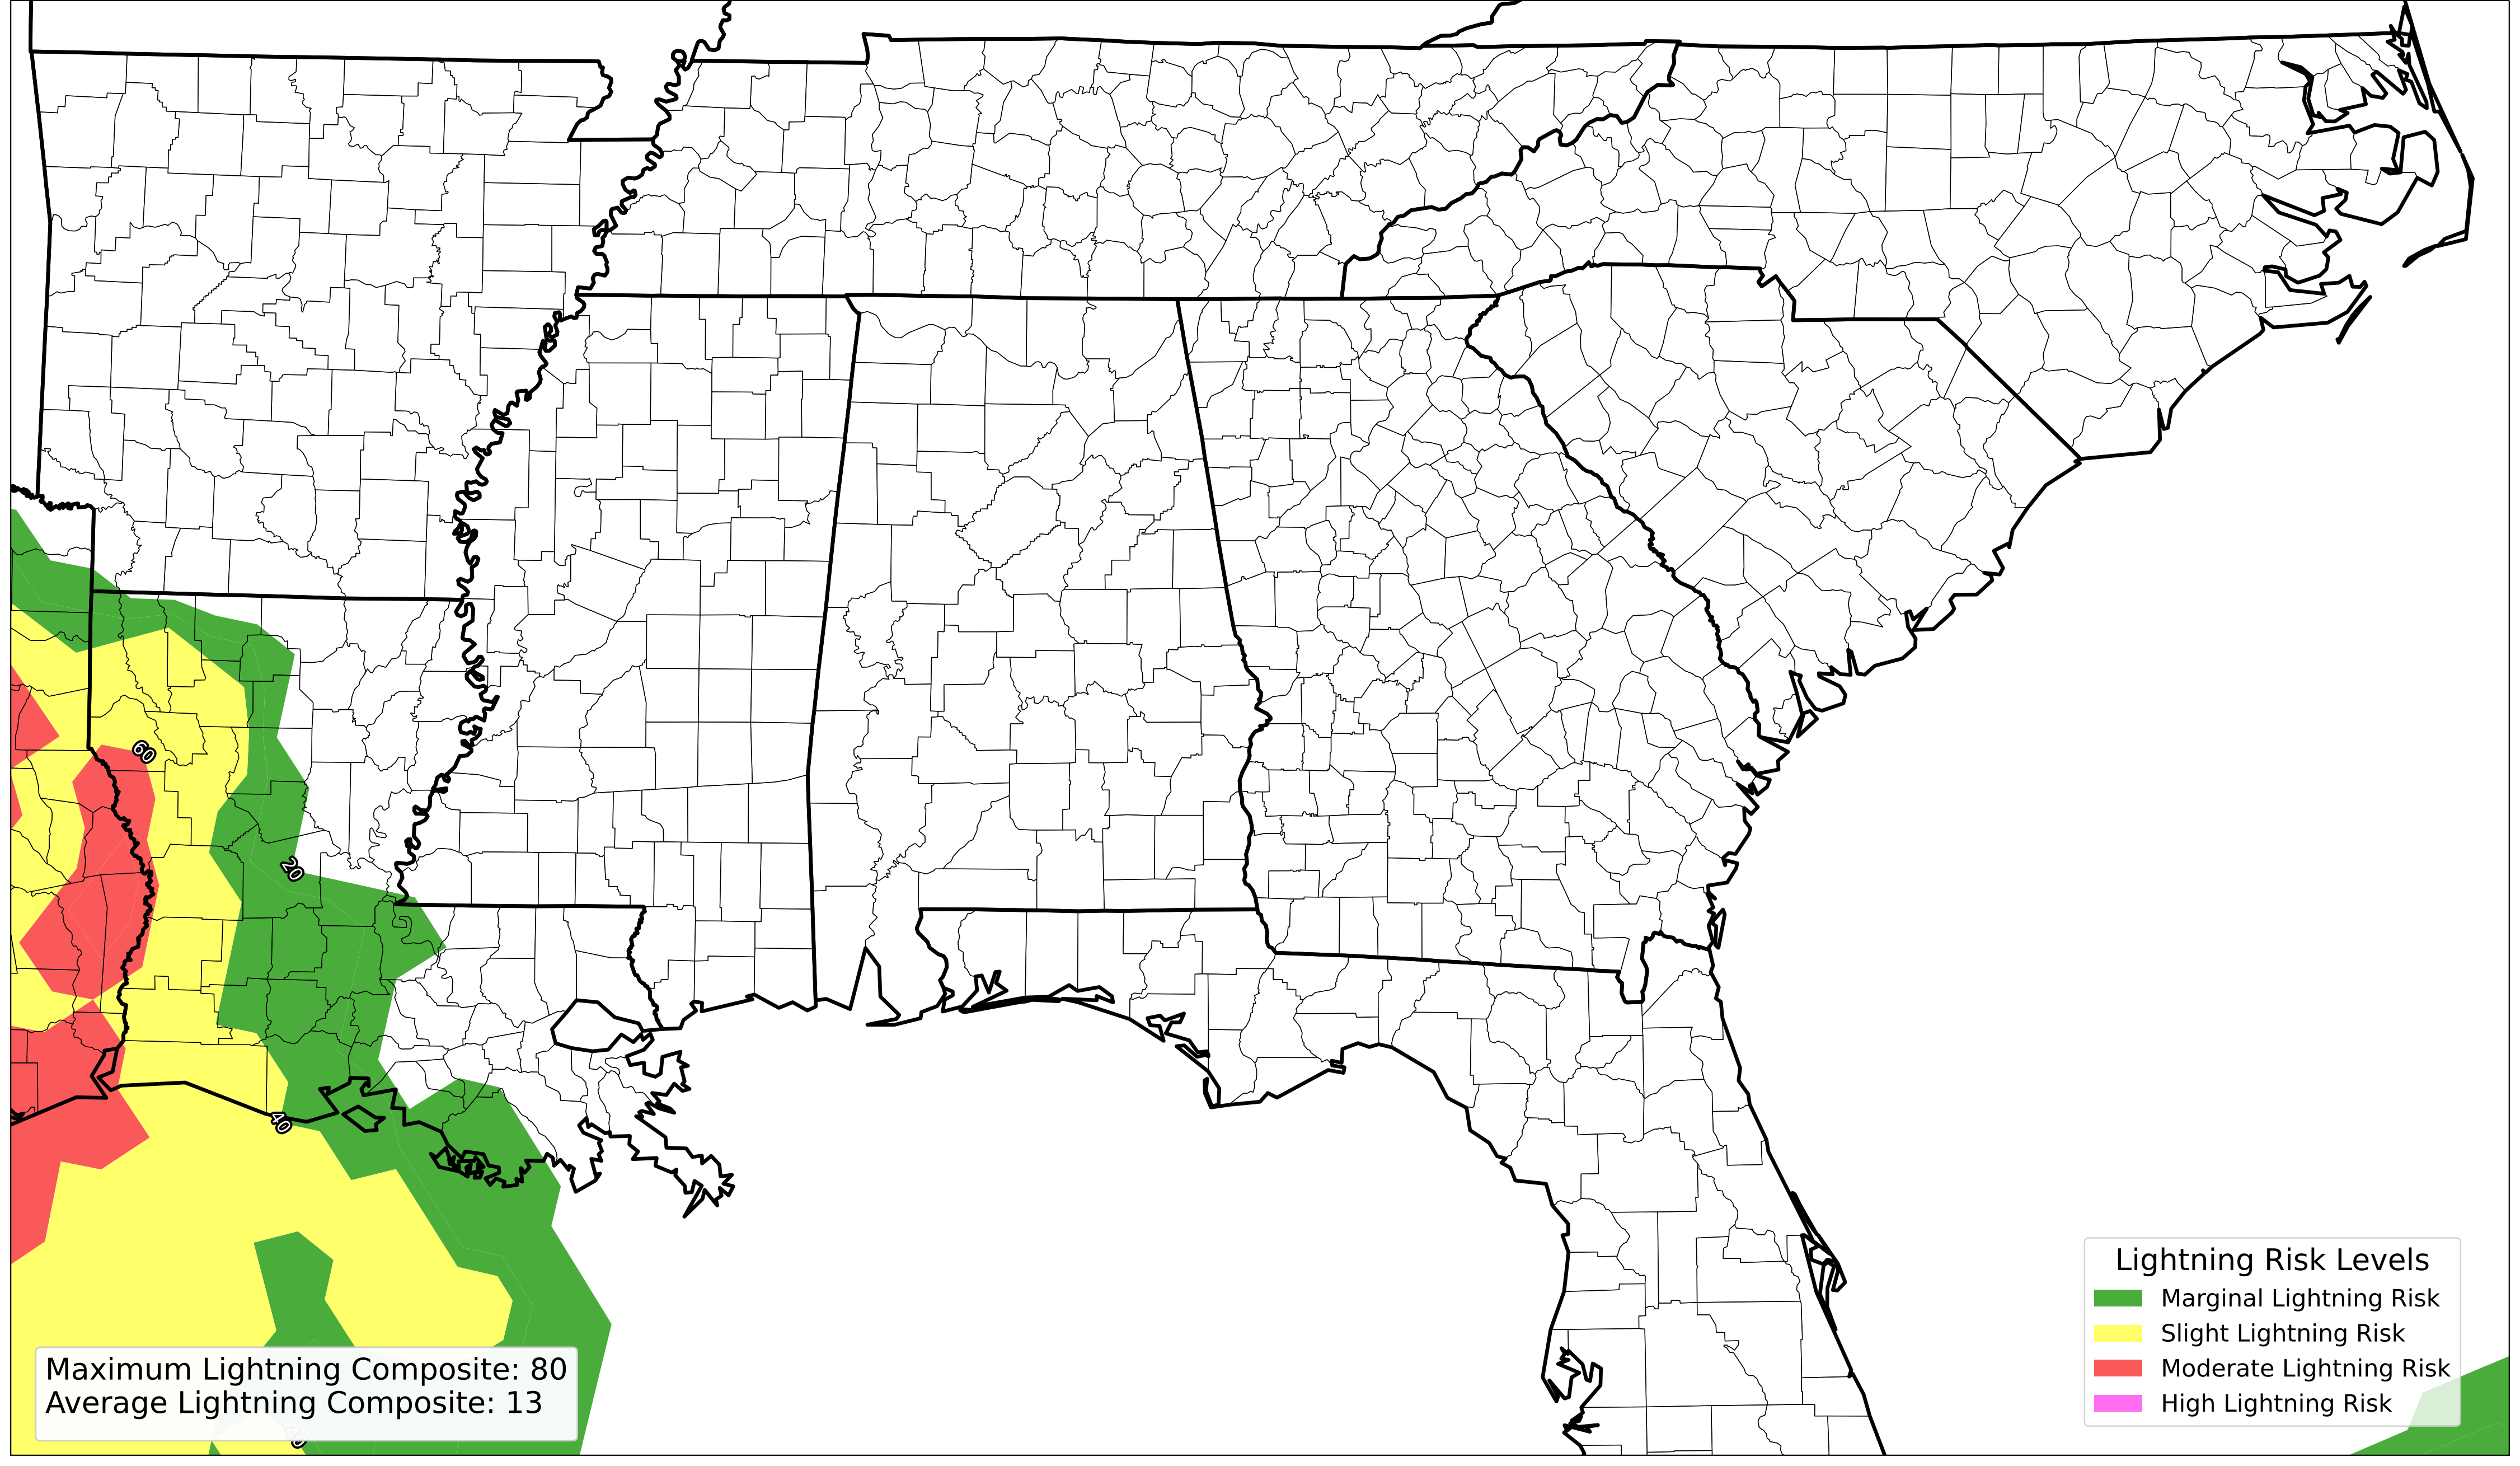 60
20
40
Maximum Lightning Composite: 80
Average Lightning Composite: 13
Lightning Risk Levels
Marginal Lightning Risk
Slight Lightning Risk
Moderate Lightning Risk
High Lightning Risk